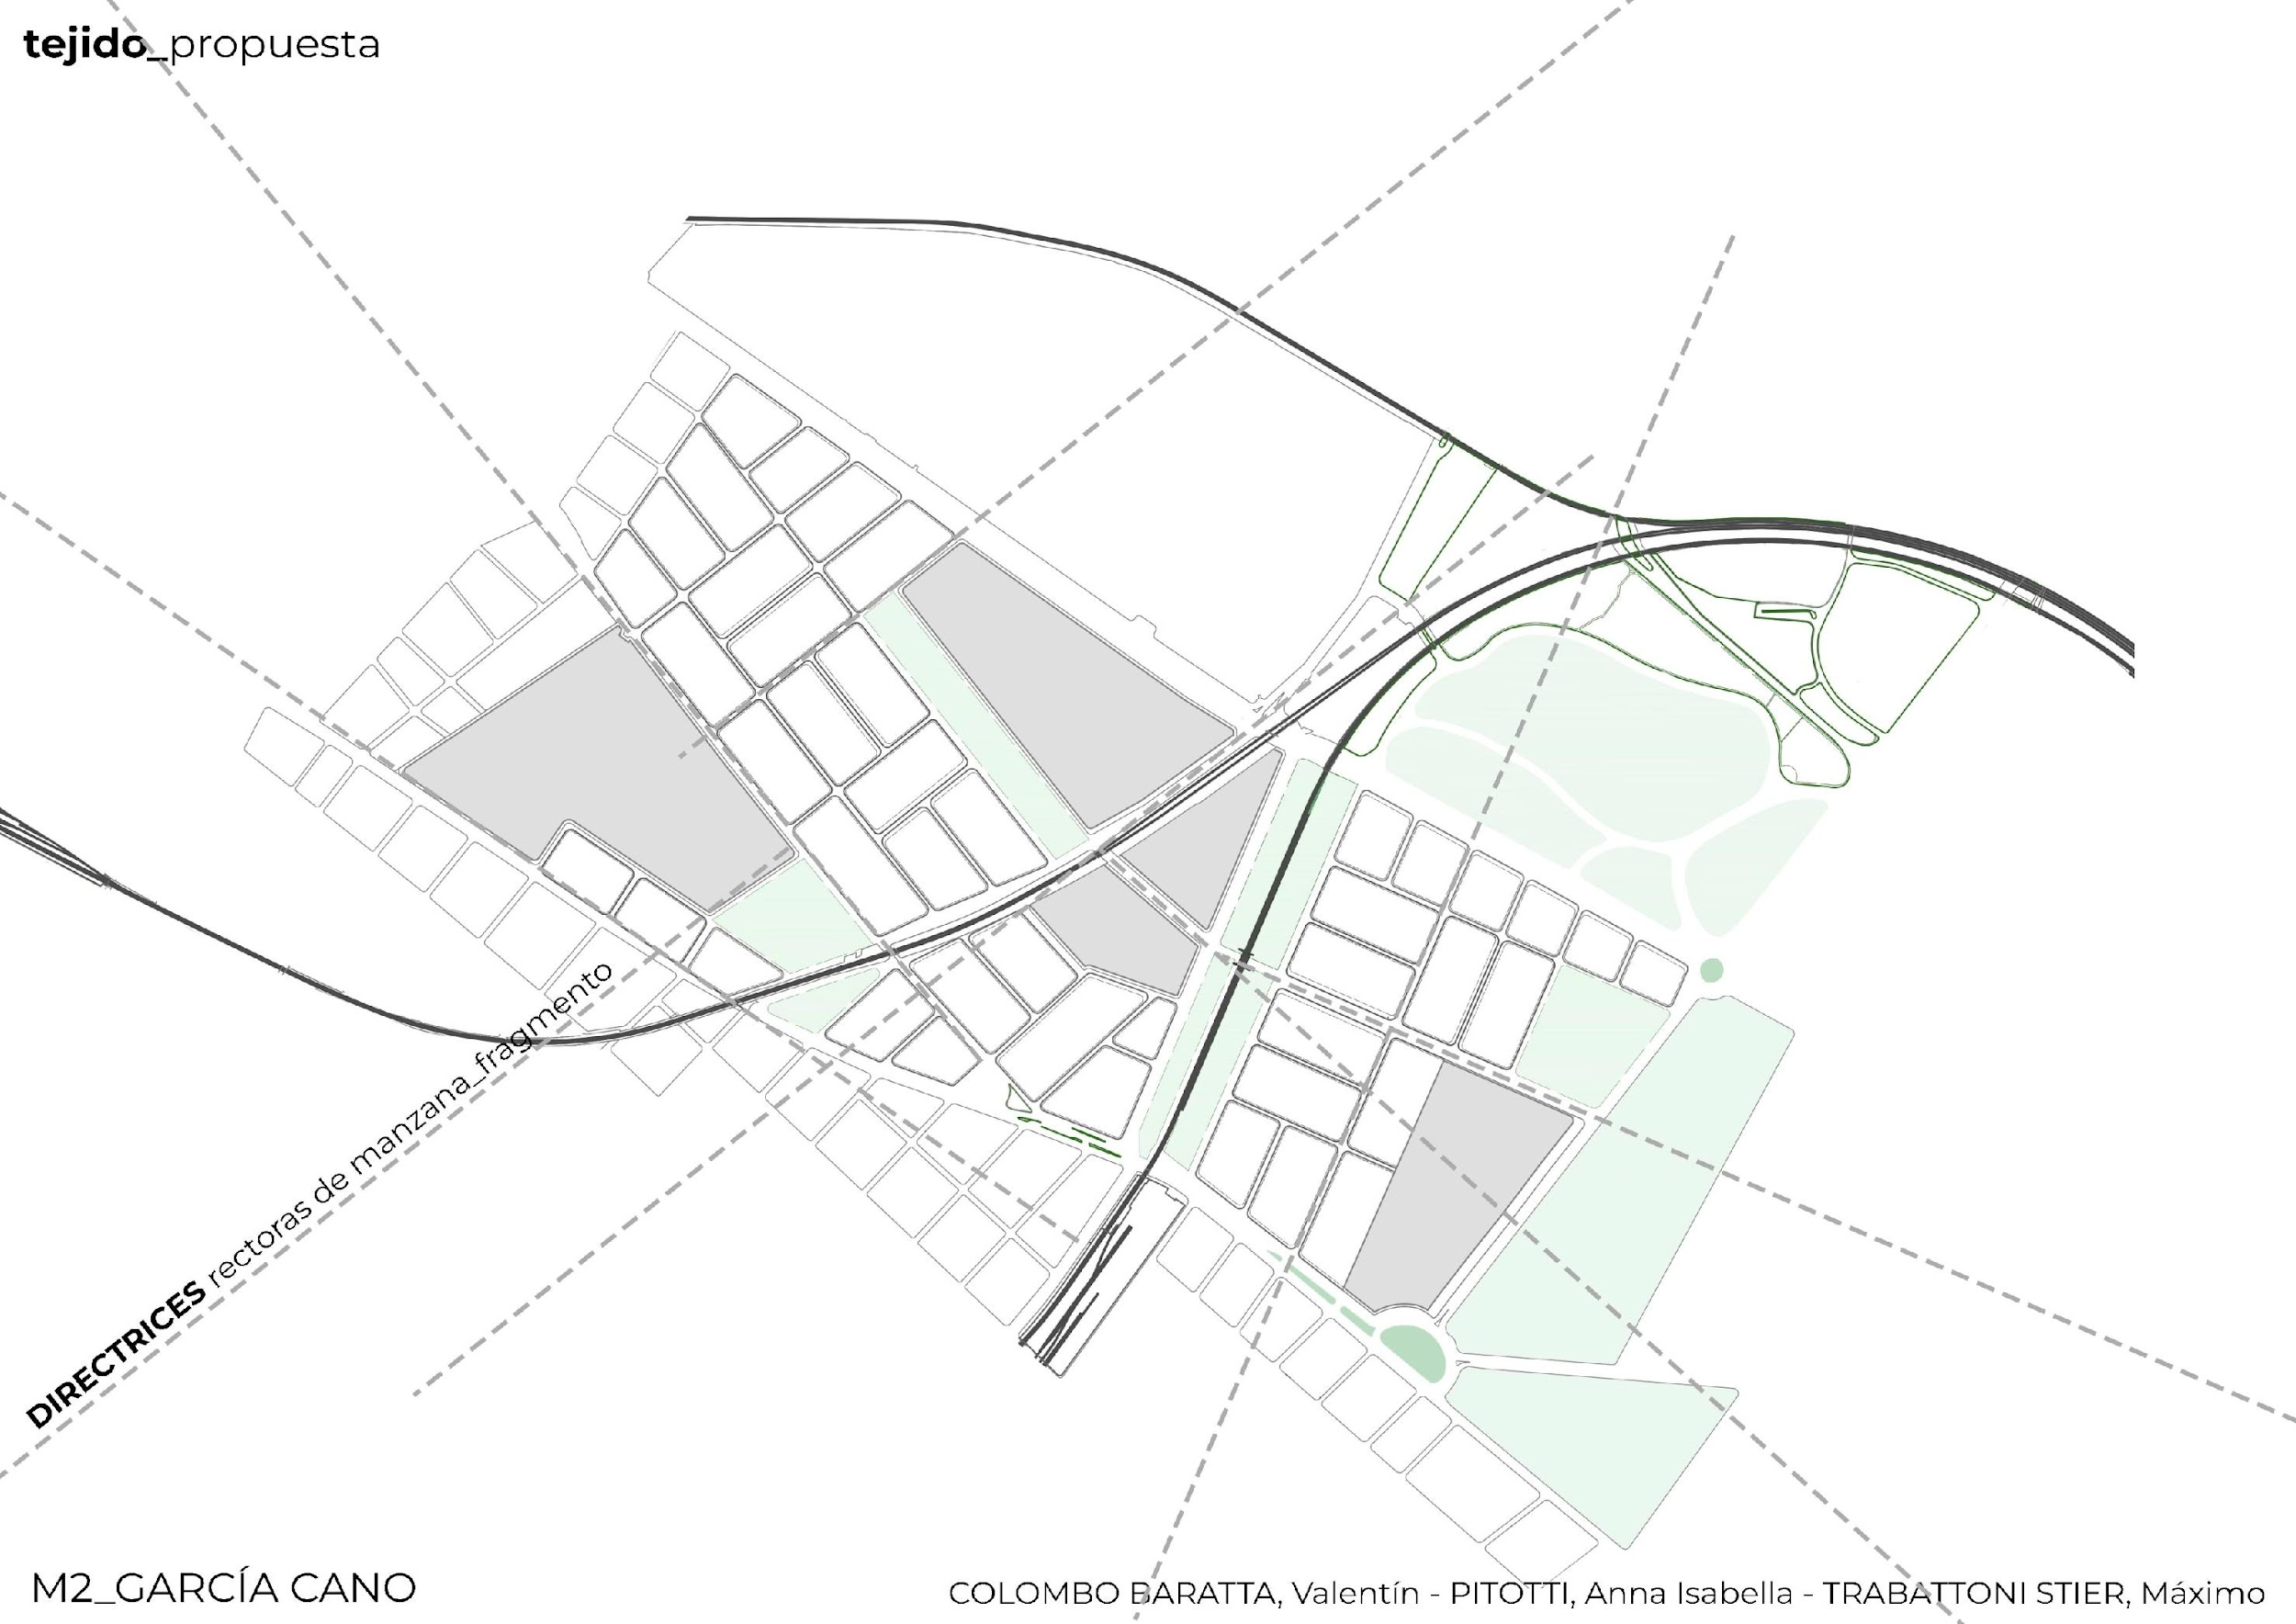 tejido_propuesta
DIRECTRICES rectoras de manzana_fragmento
M2_GARCÍA CANO
COLOMBO BARATTA, Valentín - PITOTTI, Anna Isabella - TRABATTONI STIER, Máximo